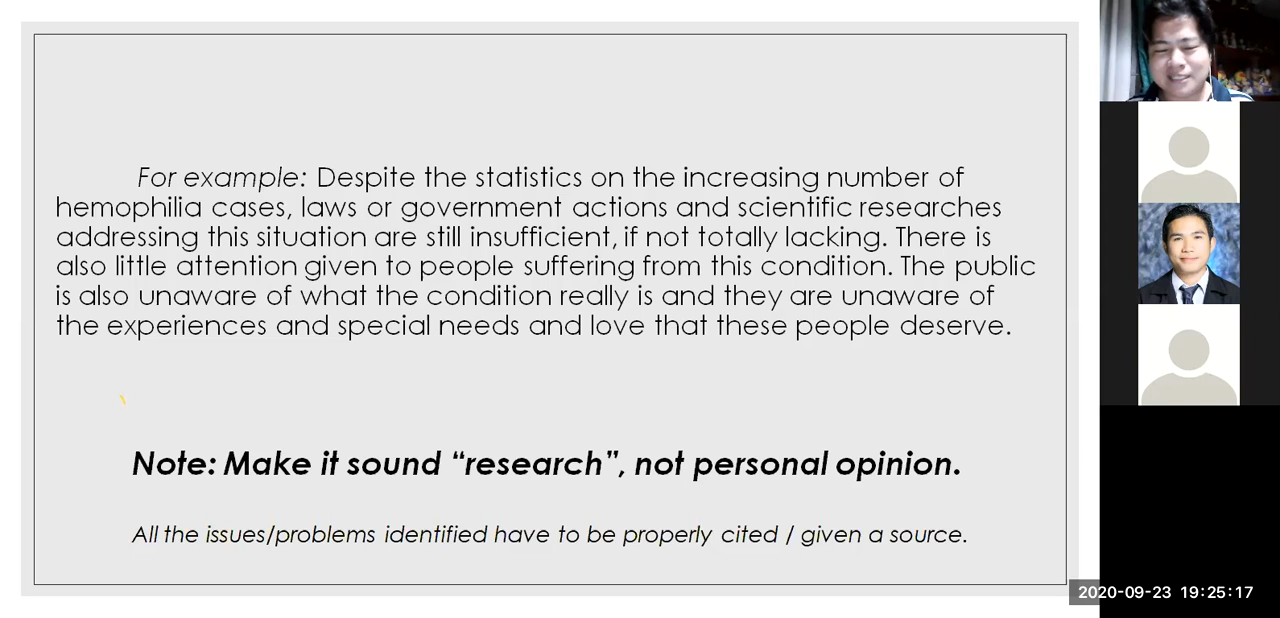 For example: Despite the statistics on the increasing number of
hemophilia cases, laws or government actions and scientific researches
addressing this situation are still insufficient, if not totally lacking. There is
also little attention given to people suffering from this condition. The public
is also unaware of what the condition really is and they are unaware of
the experiences and special needs and love that these people deserve.
Note: Make it sound “research”, not personal opinion.
All the issues/problems identified have to be properly cited / given a source.
2020-09-23 19:25:17